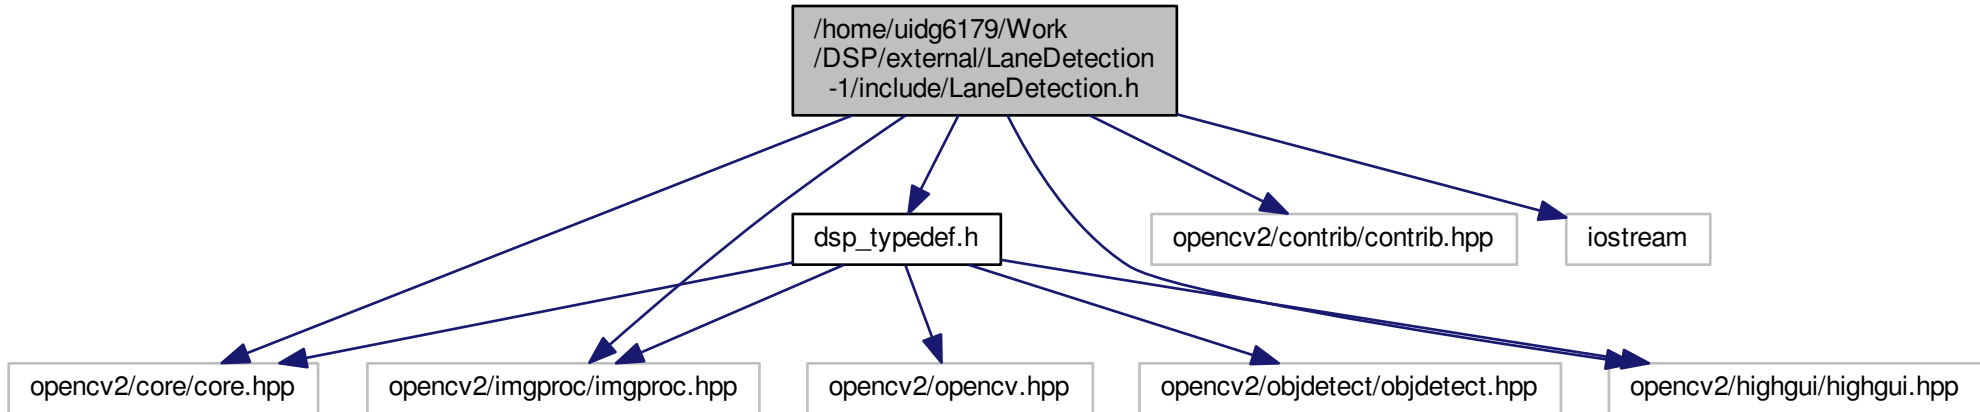 /home/uidg6179/Work
/DSP/external/LaneDetection
-1/include/LaneDetection.h
dsp_typedef.h
opencv2/contrib/contrib.hpp
iostream
opencv2/core/core.hpp
opencv2/imgproc/imgproc.hpp
opencv2/opencv.hpp
opencv2/objdetect/objdetect.hpp
opencv2/highgui/highgui.hpp